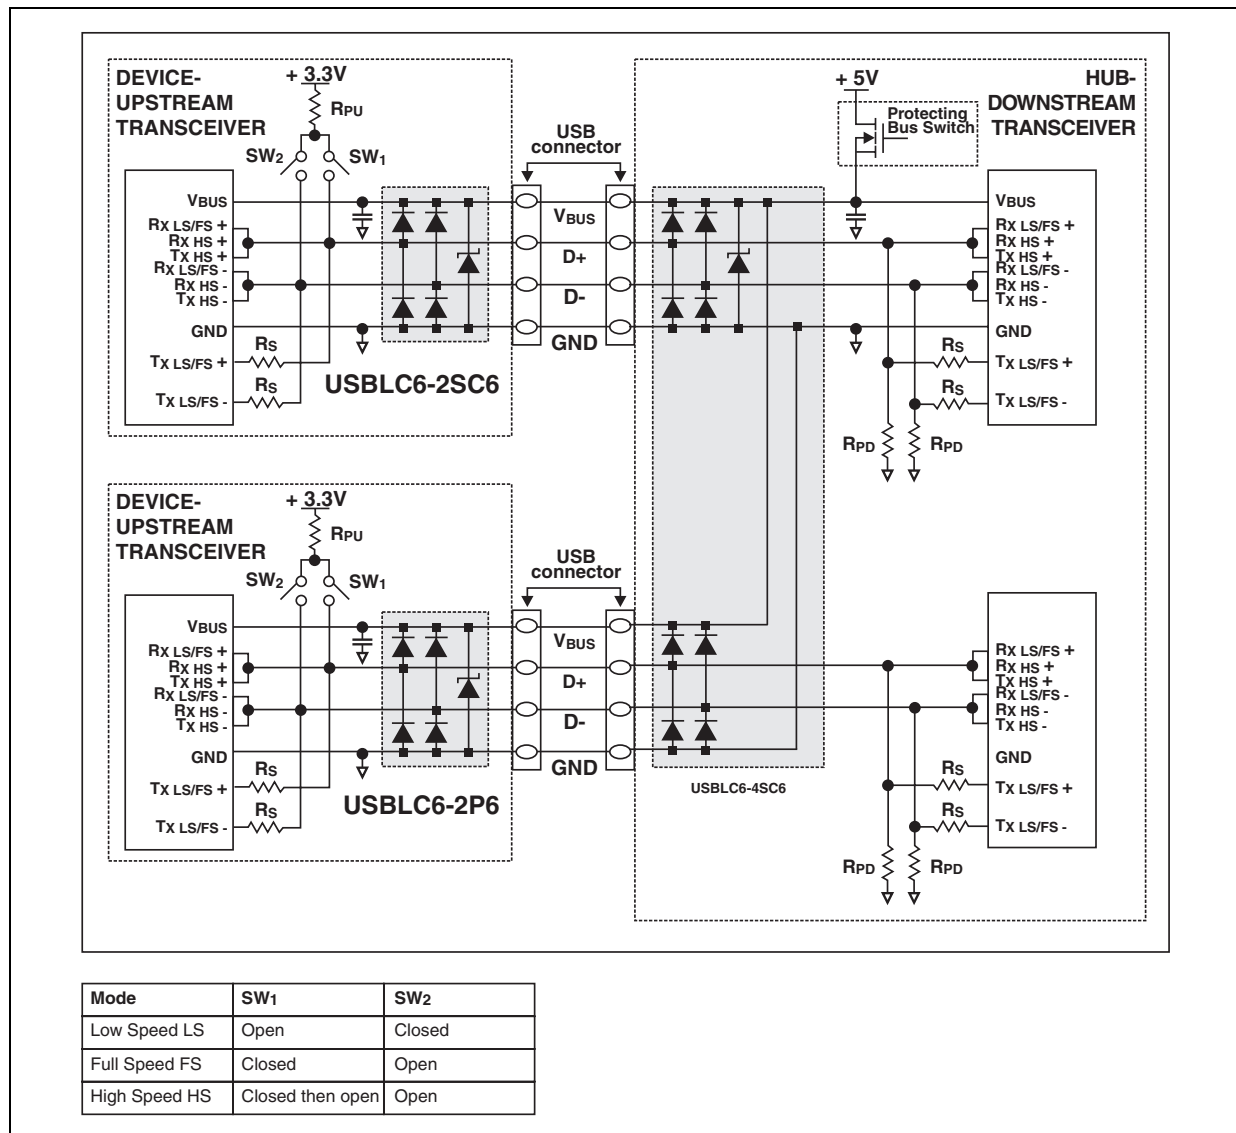 DEVICE-
UPSTREAM
TRANSCEIVER
+ 3.3V
RPU
SW2
SW1
VBUS
RX LS/FS +
RX HS +
TX HS +
RX LS/FS -
RX HS -
TX HS -
GND
TX LS/FS +
TX LS/FS -
RS
RS
USBLC6-2SC6
USB
connector
VBUS
D+
D-
GND
+ 5V
Protecting
Bus Switch
HUB-
DOWNSTREAM
TRANSCEIVER
VBUS
RX LS/FS +
RX HS +
TX HS +
RX LS/FS -
RX HS -
TX HS -
GND
TX LS/FS +
TX LS/FS -
RS
RS
RPD
RPD
DEVICE-
UPSTREAM
TRANSCEIVER
+ 3.3V
RPU
SW2
SW1
VBUS
RX LS/FS +
RX HS +
TX HS +
RX LS/FS -
RX HS -
TX HS -
GND
TX LS/FS +
TX LS/FS -
RS
RS
USBLC6-2P6
USB
connector
VBUS
D+
D-
GND
USBLC6-4SC6
RX LS/FS +
RX HS +
TX HS +
RX LS/FS -
RX HS -
TX HS -
GND
TX LS/FS +
TX LS/FS -
RS
RS
RPD
RPD
Mode SW1 SW2
Low Speed LS Open Closed
Full Speed FS Closed Open
High Speed HS Closed then open Open